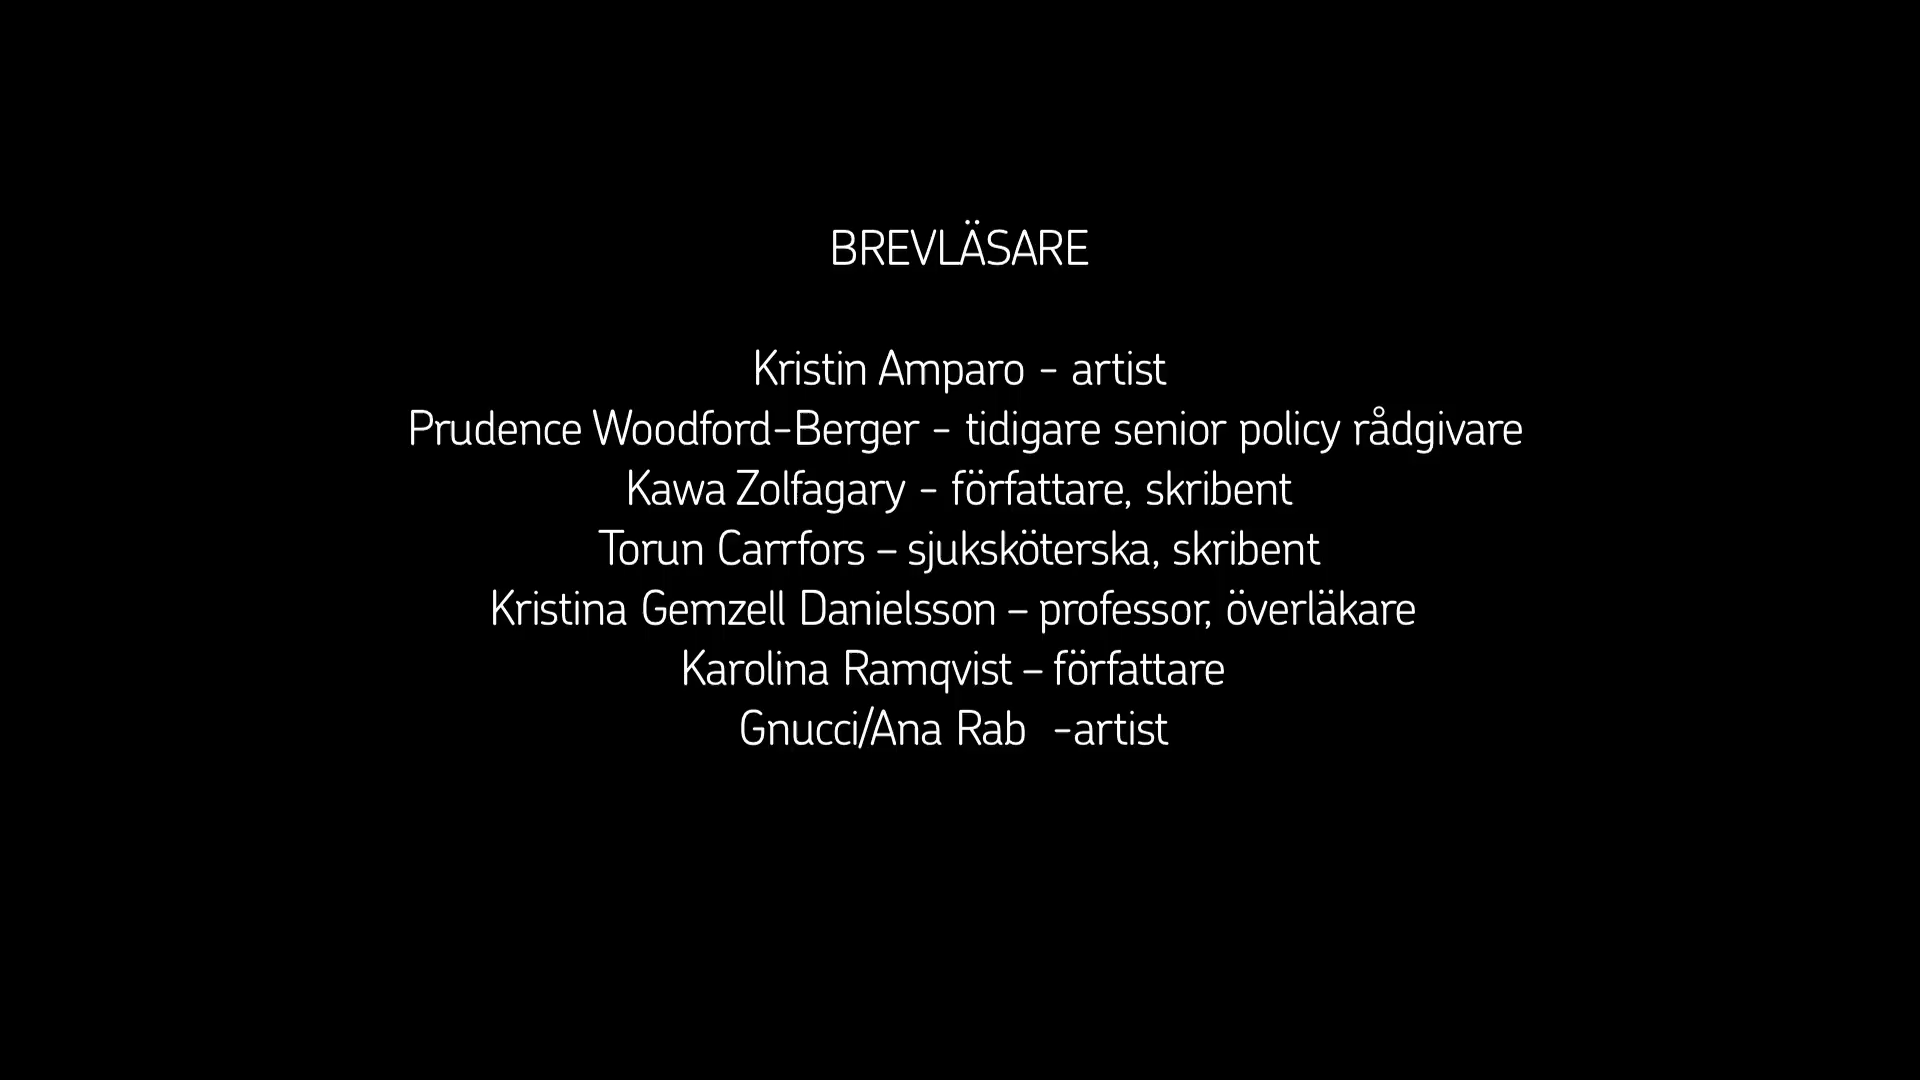 BREVLÄSARE
Kristin Amparo - artist
Prudence Woodford-Berger - tidigare senior policy rådgivare
Kawa Zolfagary - författare, skribent
Torun Carrfors – sjuksköterska, skribent
Kristina Gemzell Danielsson – professor, överläkare
Karolina Ramqvist – författare
Gnucci/Ana Rab  -artist